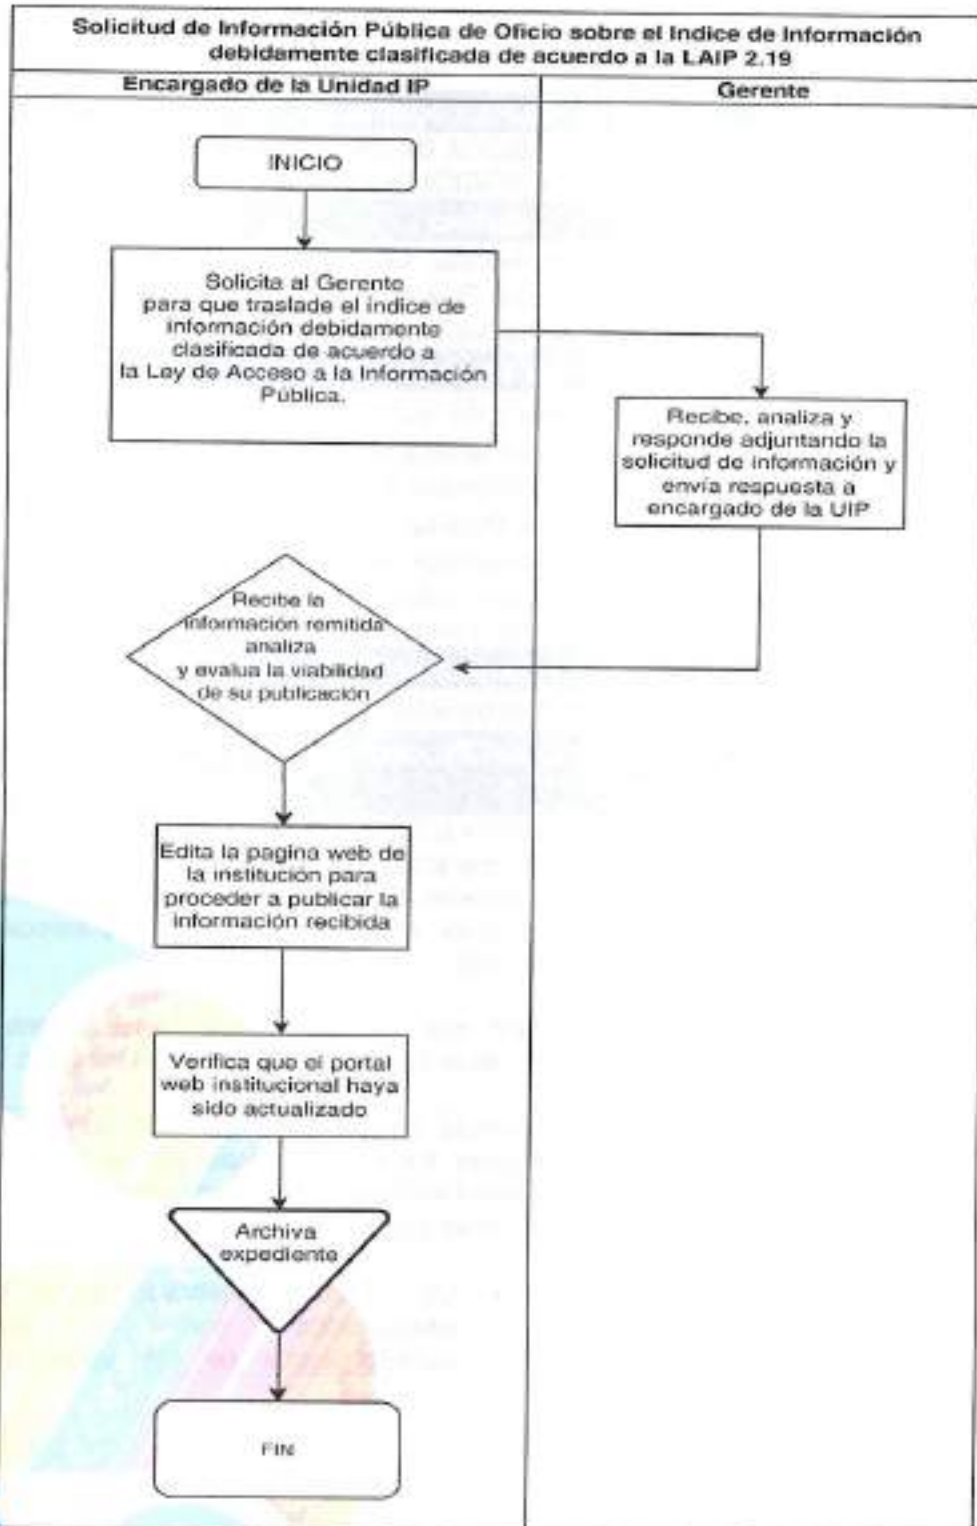 Solicitud de Información Pública de Oficio sobre el Indice de Información
debidamente clasificada de acuerdo a la LAIP 2.19
Encargado de la Unidad IP
Gerente
INICIO
Solicita al Gerente
para que traslade el índice de
información debidamente
clasificada de acuerdo a
la Ley de Acceso a la Información
Pública.
Recibe, analiza y
responde adjuntando la
solicitud de información y
envía respuesta a
encargado de la UIP
Recibe la
información remitida
analiza
y evalua la viabilidad
de su publicación
Edita la pagina web de
la institución para
proceder a publicar la
información recibida
Verifica que el portal
web institucional haya
sido actualizado
Archiva
expediente
FIN